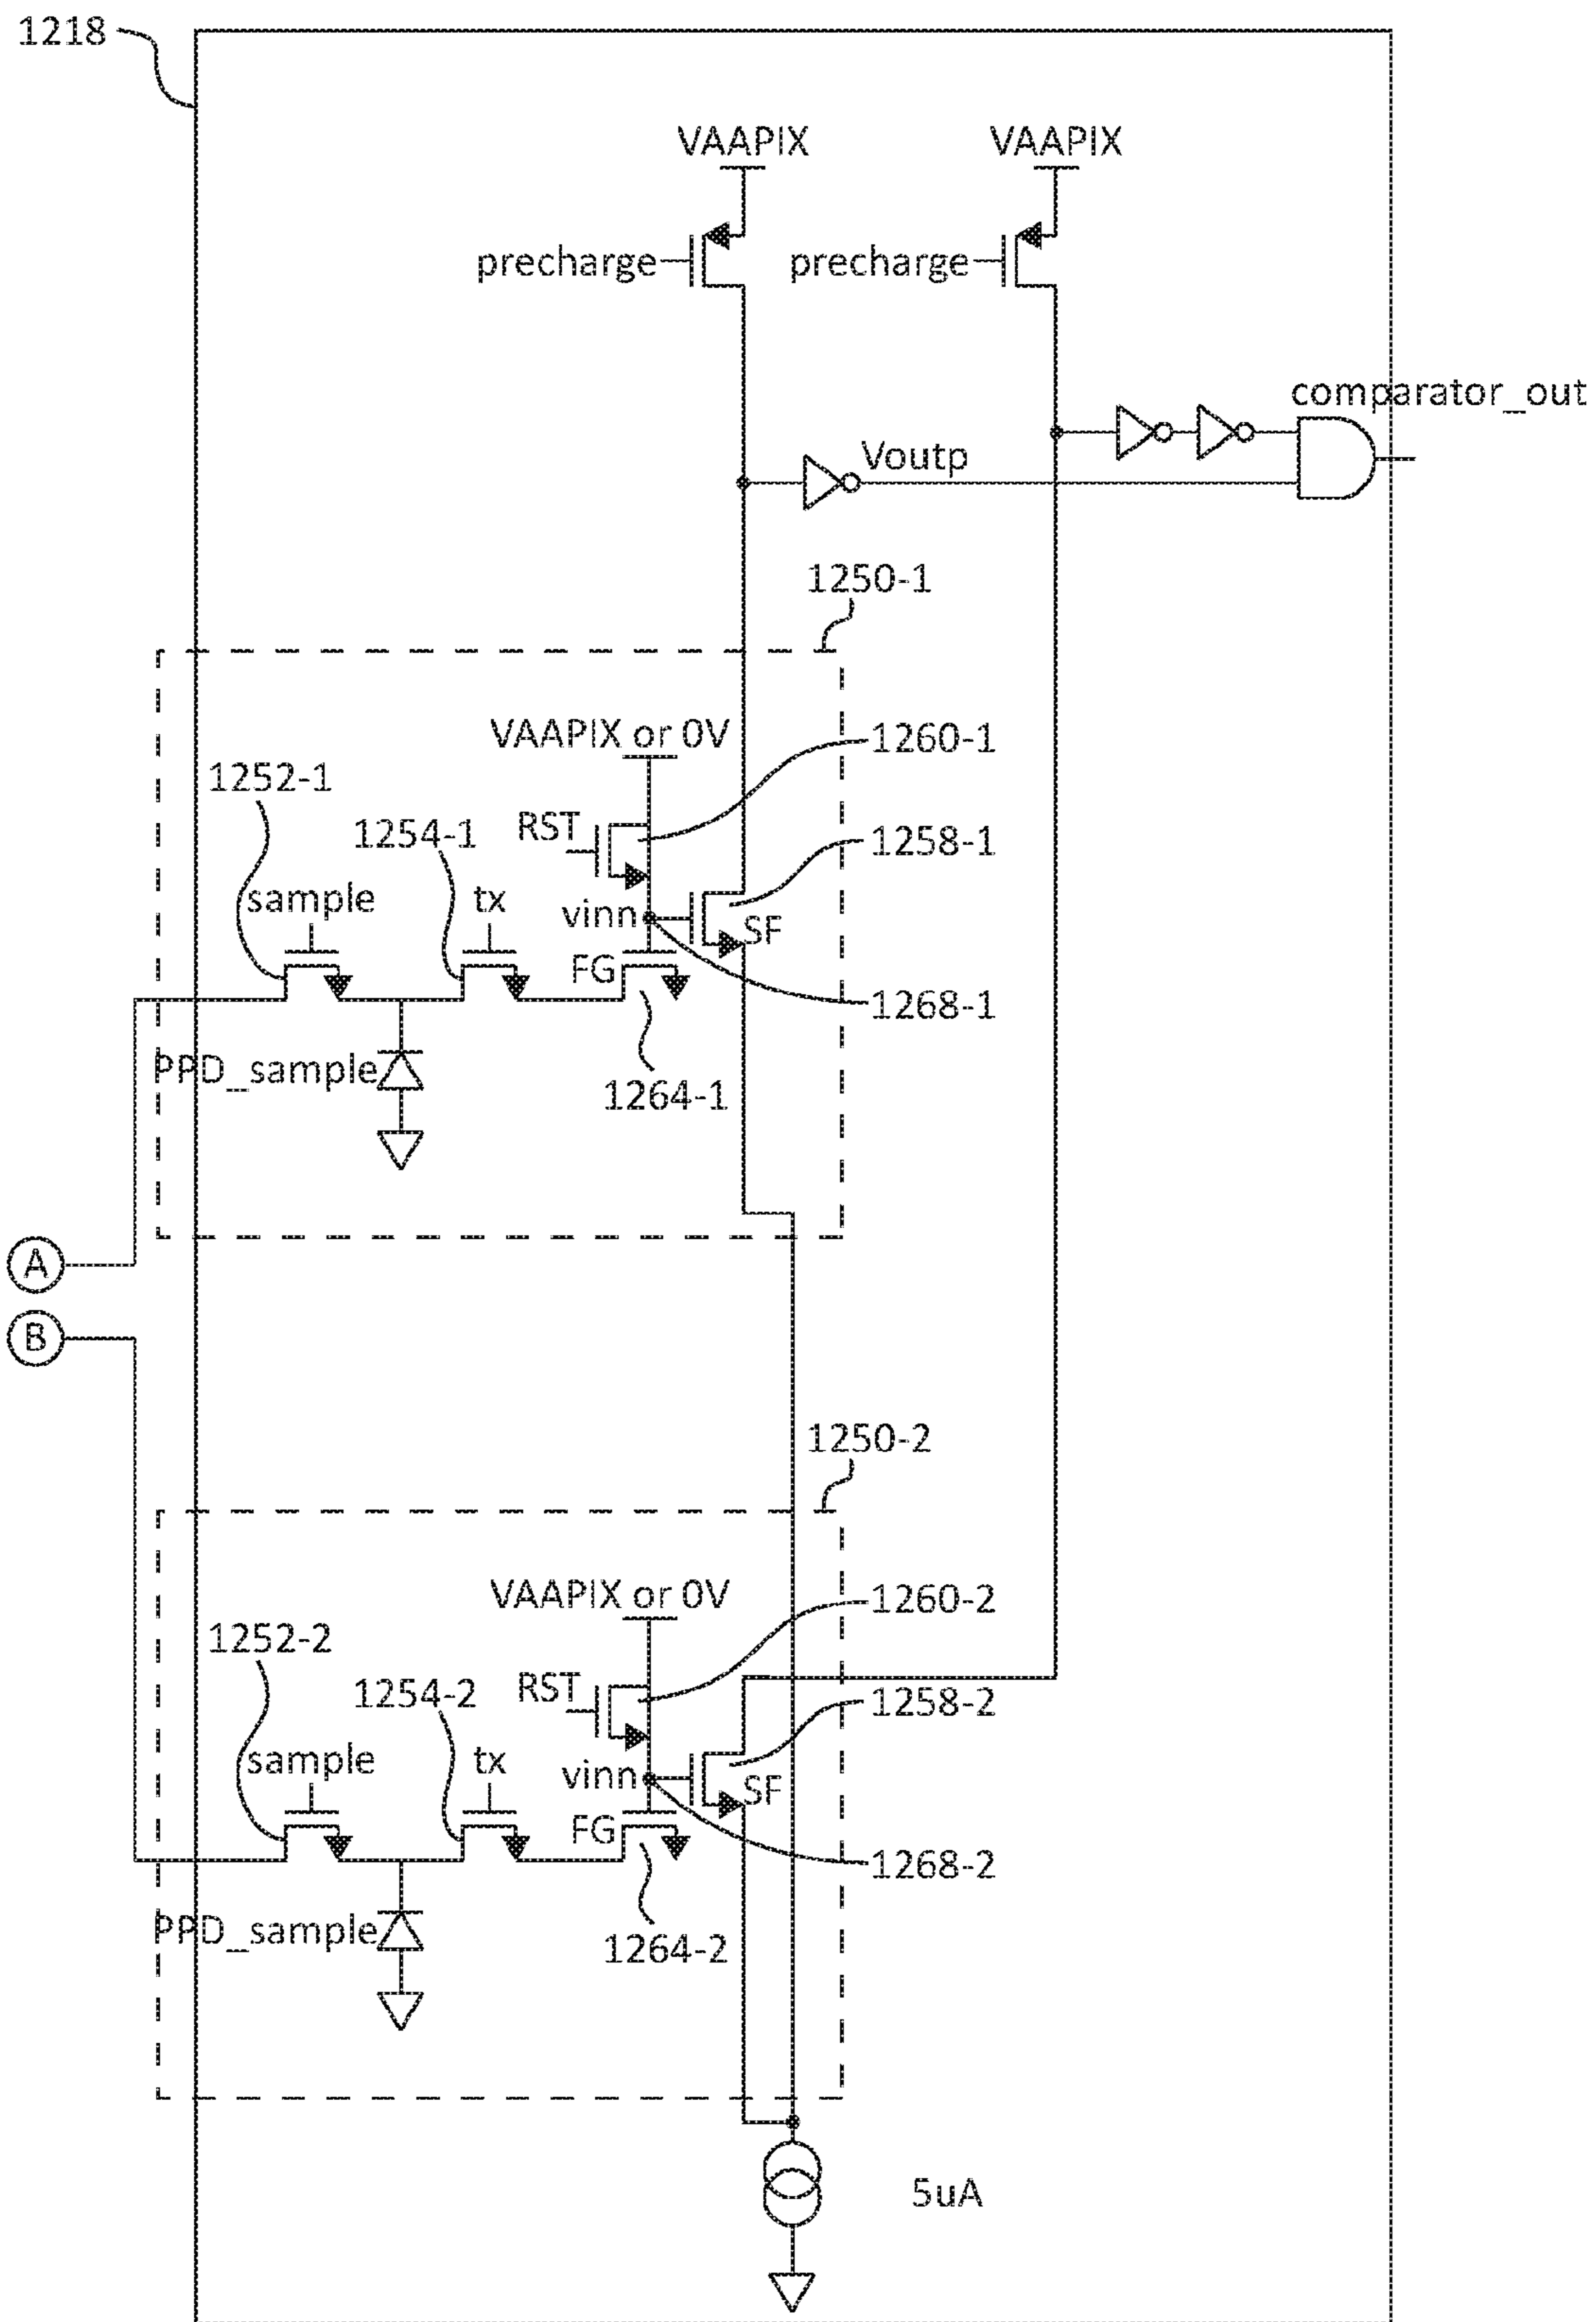 1218
VAAPIX VAAPIX
precharge precharge
comparator_out
Voutp
1250-1
VAAPIX or 0V
1260-1
1252-1
RST
1254-1
1258-1
sample tx
vinn
SF
FG
1268-1
PPD_sample
1264-1
A
B
1250-2
VAAPIX or 0V
1260-2
1252-2
RST
1254-2
1258-2
sample tx
vinn
SF
FG
1268-2
PPD_sample
1264-2
5uA